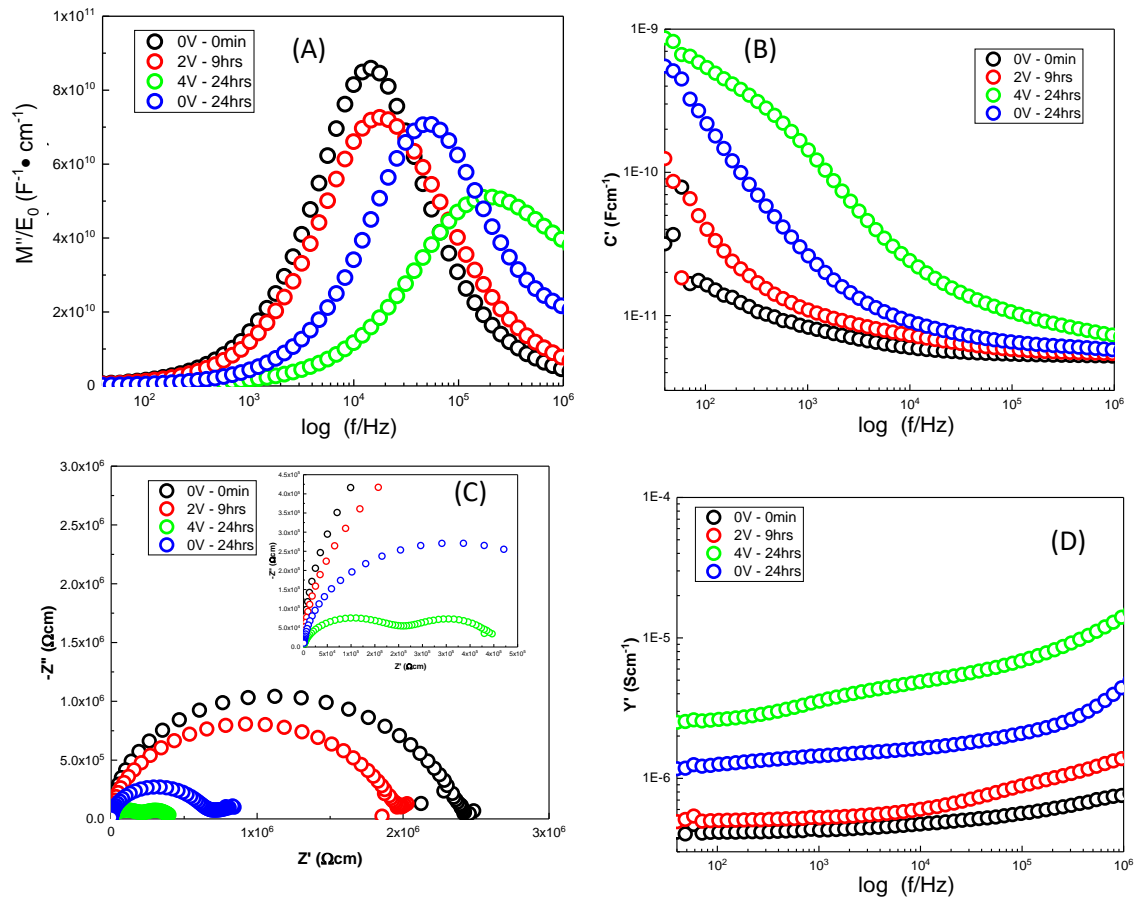 (A)
0V - 0min
2V - 9hrs
4V - 24hrs
0V - 24hrs
M''/E₀ (F⁻¹• cm⁻¹)
1x10¹¹
8x10¹⁰
6x10¹⁰
4x10¹⁰
2x10¹⁰
0
10² 10³ 10⁴ 10⁵ 10⁶
log (f/Hz)
(B)
0V - 0min
2V - 9hrs
4V - 24hrs
0V - 24hrs
C' (Fcm⁻¹)
1E-9
1E-10
1E-11
10² 10³ 10⁴ 10⁵ 10⁶
log (f/Hz)
(C)
0V - 0min
2V - 9hrs
4V - 24hrs
0V - 24hrs
-Z'' (Ωcm)
3.0x10⁶
2.5x10⁶
2.0x10⁶
1.5x10⁶
1.0x10⁶
5.0x10⁵
0.0
0 1x10⁶ 2x10⁶ 3x10⁶
Z' (Ωcm)
-Z'' (Ωcm)
Z' (Ωcm)
(D)
0V - 0min
2V - 9hrs
4V - 24hrs
0V - 24hrs
Y' (Scm⁻¹)
1E-4
1E-5
1E-6
10² 10³ 10⁴ 10⁵ 10⁶
log (f/Hz)